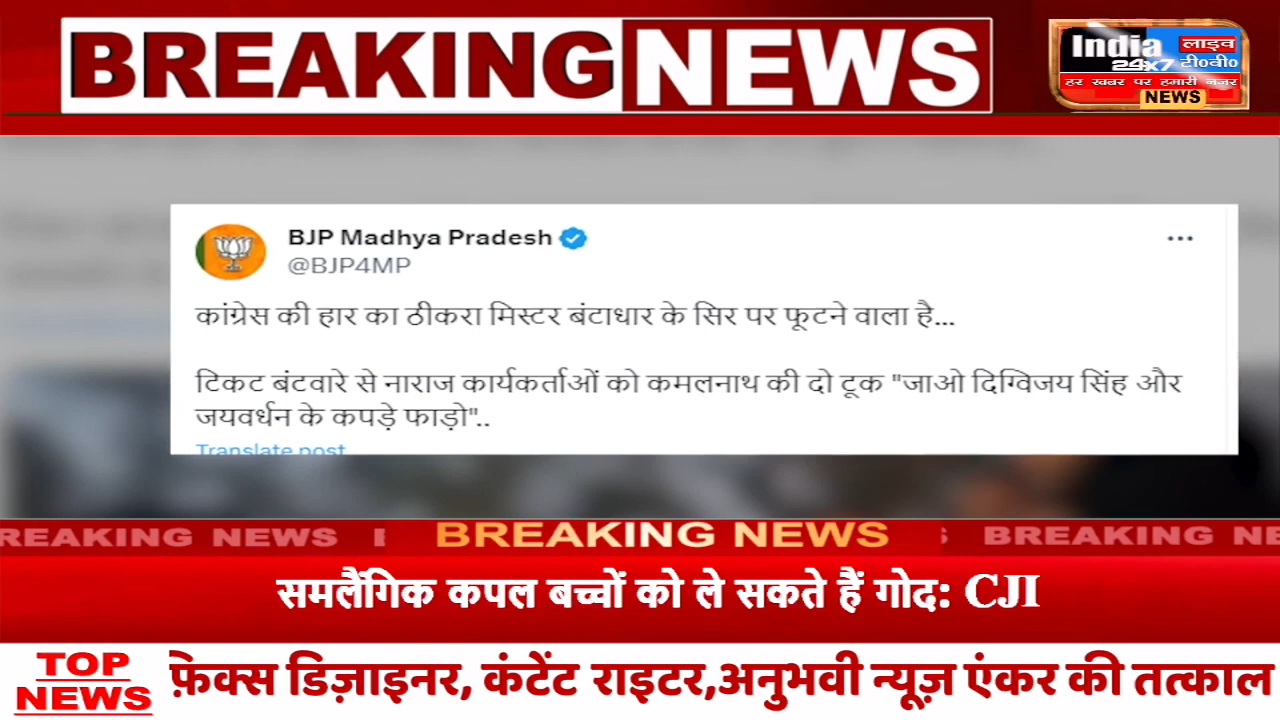 BREAKING NEWS
India लाइव
24x7 टी०वी०
हर खबर पर हमारी नजर
NEWS
BJP Madhya Pradesh
@BJP4MP
कांग्रेस की हार का ठीकरा मिस्टर बंटाधार के सिर पर फूटने वाला है...
टिकट बंटवारे से नाराज कार्यकर्ताओं को कमलनाथ की दो टूक "जाओ दिग्विजय सिंह और
जयवर्धन के कपड़े फाड़ो"..
Translate post
REAKING NEWS BREAKING NEWS BREAKING NE
समलैंगिक कपल बच्चों को ले सकते हैं गोद: CJI
TOP
NEWS
फ़िक्स डिज़ाइनर, कंटेंट राइटर,अनुभवी न्यूज़ एंकर की तत्काल